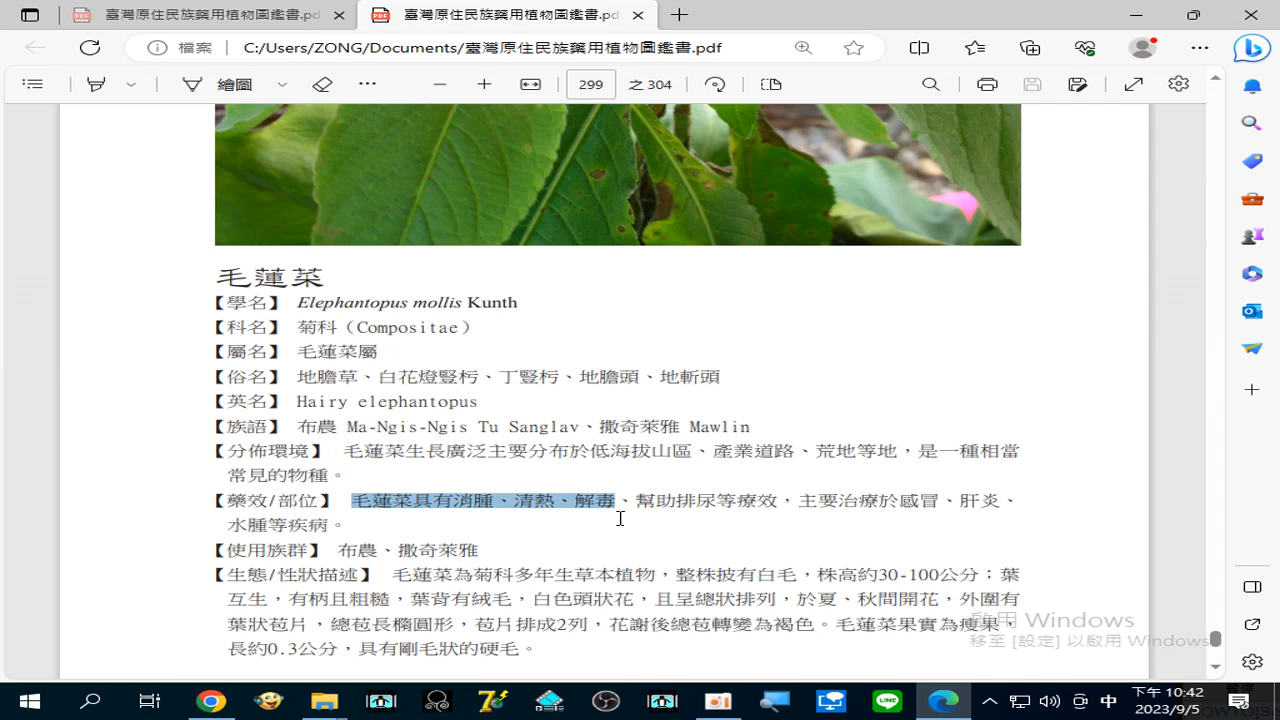 臺灣原住民族藥用植物圖鑑書.pd
臺灣原住民族藥用植物圖鑑書.pd
檔案 C:/Users/ZONG/Documents/臺灣原住民族藥用植物圖鑑書.pdf
繪圖 299 之 304
毛蓮菜
【學名】 Elephantopus mollis Kunth
【科名】 菊科（Compositae）
【屬名】 毛蓮菜屬
【俗名】 地膽草、白花燈豎杇、丁豎杇、地膽頭、地斬頭
【英名】 Hairy elephantopus
【族語】 布農 Ma-Ngis-Ngis Tu Sanglav、撒奇萊雅 Mawlin
【分佈環境】 毛蓮菜生長廣泛主要分布於低海拔山區、產業道路、荒地等地，是一種相當
常見的物種。
【藥效/部位】 毛蓮菜具有消腫、清熱、解毒、幫助排尿等療效，主要治療於感冒、肝炎、
水腫等疾病。
【使用族群】 布農、撒奇萊雅
【生態/性狀描述】 毛蓮菜為菊科多年生草本植物，整株披有白毛，株高約30-100公分；葉
互生，有柄且粗糙，葉背有絨毛，白色頭狀花，且呈總狀排列，於夏、秋間開花，外圍有
葉狀苞片，總苞長橢圓形，苞片排成2列，花謝後總苞轉變為褐色。毛蓮菜果實為瘦果，
長約0.3公分，具有剛毛狀的硬毛。
啟用 Windows
移至 [設定] 以啟用 Windows。
中
下午 10:42
2023/9/5